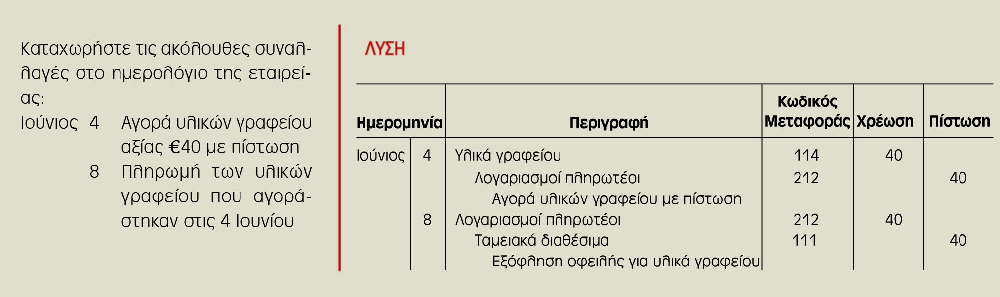 Καταχωρήστε τις ακόλουθες συναλ-
λαγές στο ημερολόγιο της εταιρεί-
ας:
Ιούνιος 4 Αγορά υλικών γραφείου
αξίας €40 με πίστωση
8 Πληρωμή των υλικών
γραφείου που αγορά-
στηκαν στις 4 Ιουνίου
ΛΥΣΗ
Κωδικός
Ημερομηνία Περιγραφή Μεταφοράς Χρέωση Πίστωση
Ιούνιος 4 Υλικά γραφείου 114 40
Λογαριασμοί πληρωτέοι 212 40
Αγορά υλικών γραφείου με πίστωση
8 Λογαριασμοί πληρωτέοι 212 40
Ταμειακά διαθέσιμα 111 40
Εξόφληση οφειλής για υλικά γραφείου